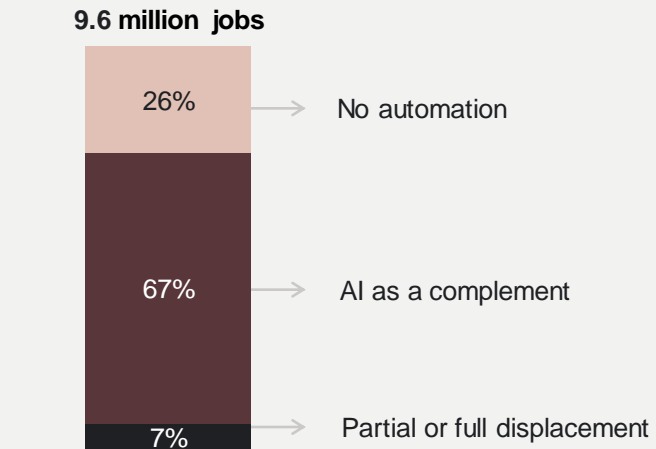 9.6 million jobs
26%
No automation
67%
AI as a complement
7%
Partial or full displacement